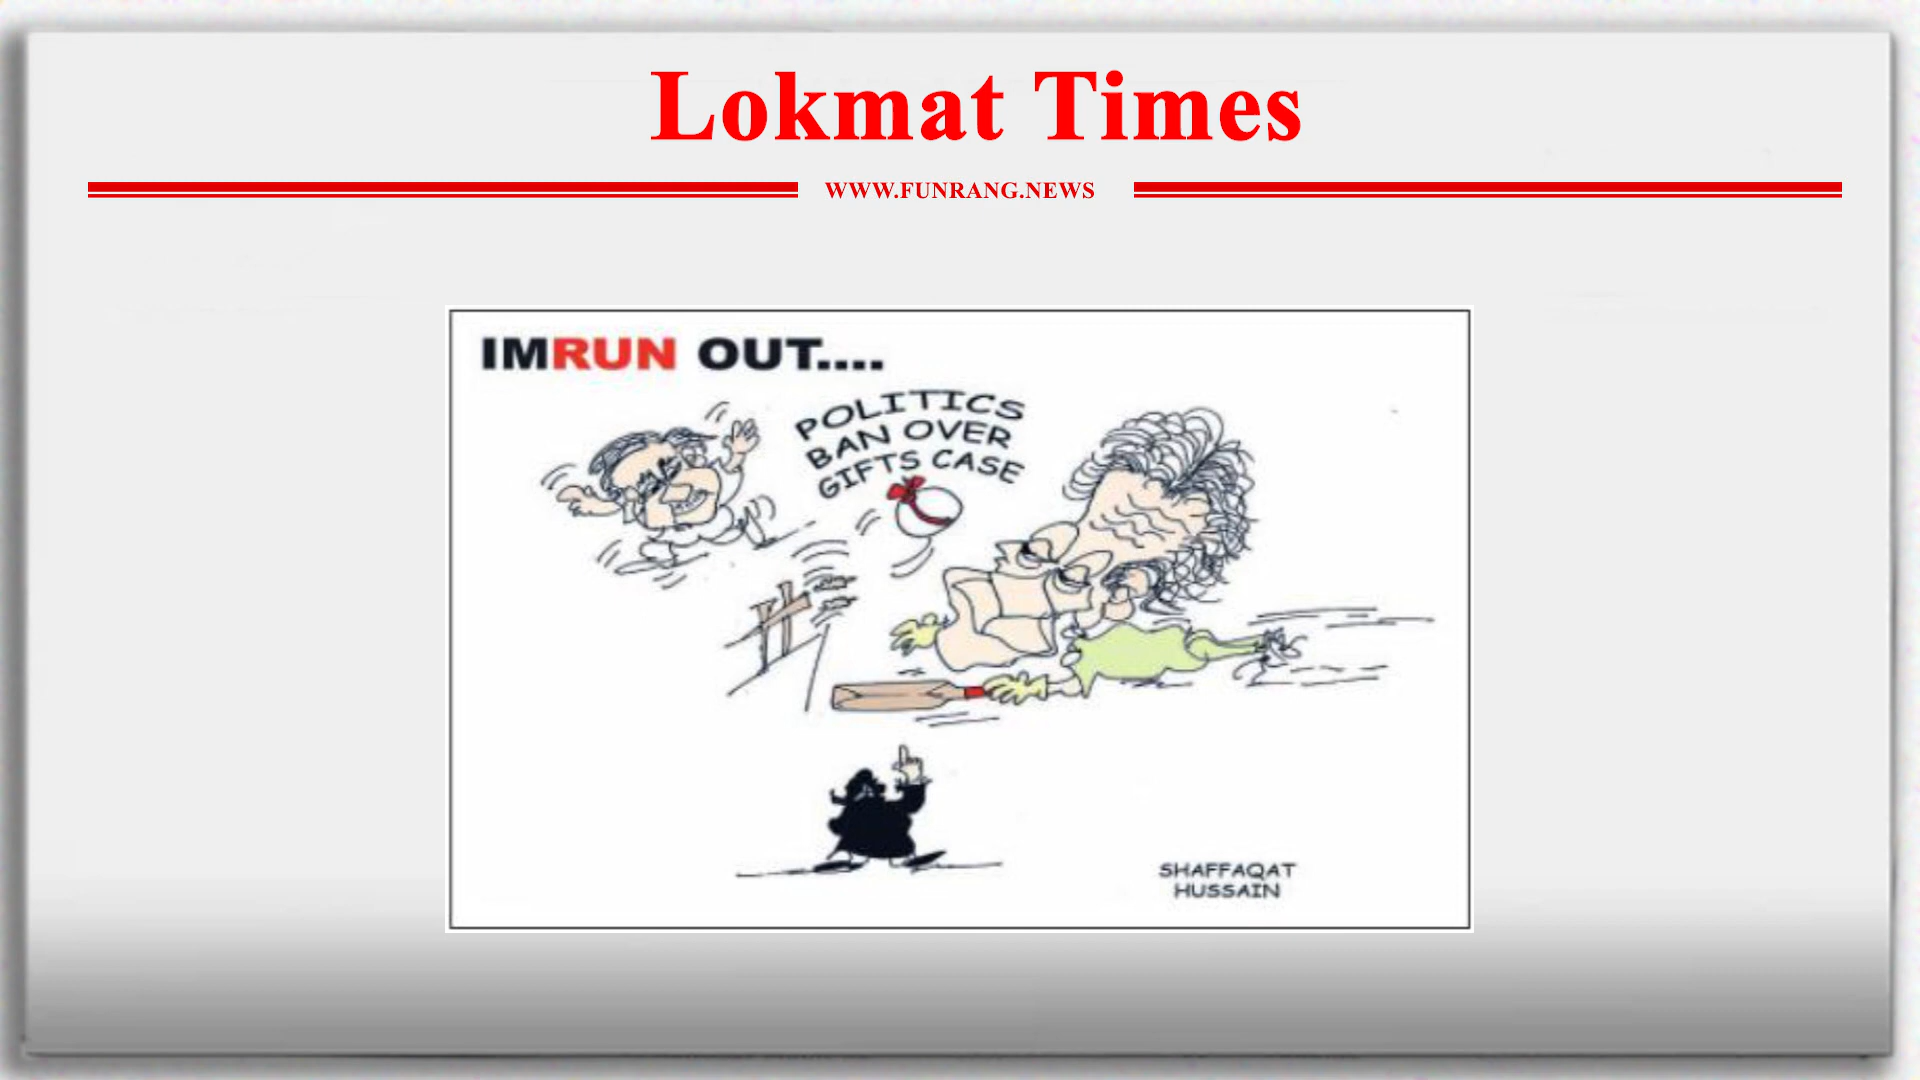 Lokmat Times
WWW.FUNRANG.NEWS
IMRUN OUT....
POLITICS
BAN OVER
GIFTS CASE
SHAFFAQAT
HUSSAIN